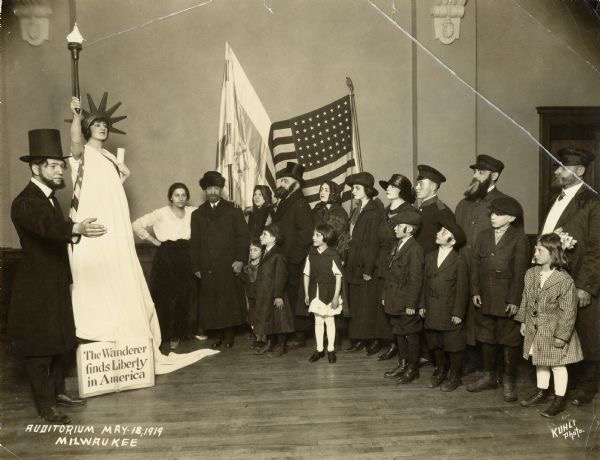 The Wanderer
finds Liberty
in America
AUDITORIUM MAY-18, 1919
MILWAUKEE
KUHLI
Photo.